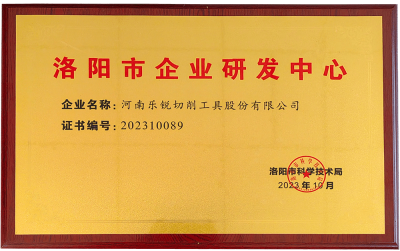 洛阳市企业研发中心
企业名称：河南乐锐切削工具股份有限公司
证书编号：202310089
洛阳市科学技术局
2023年10月